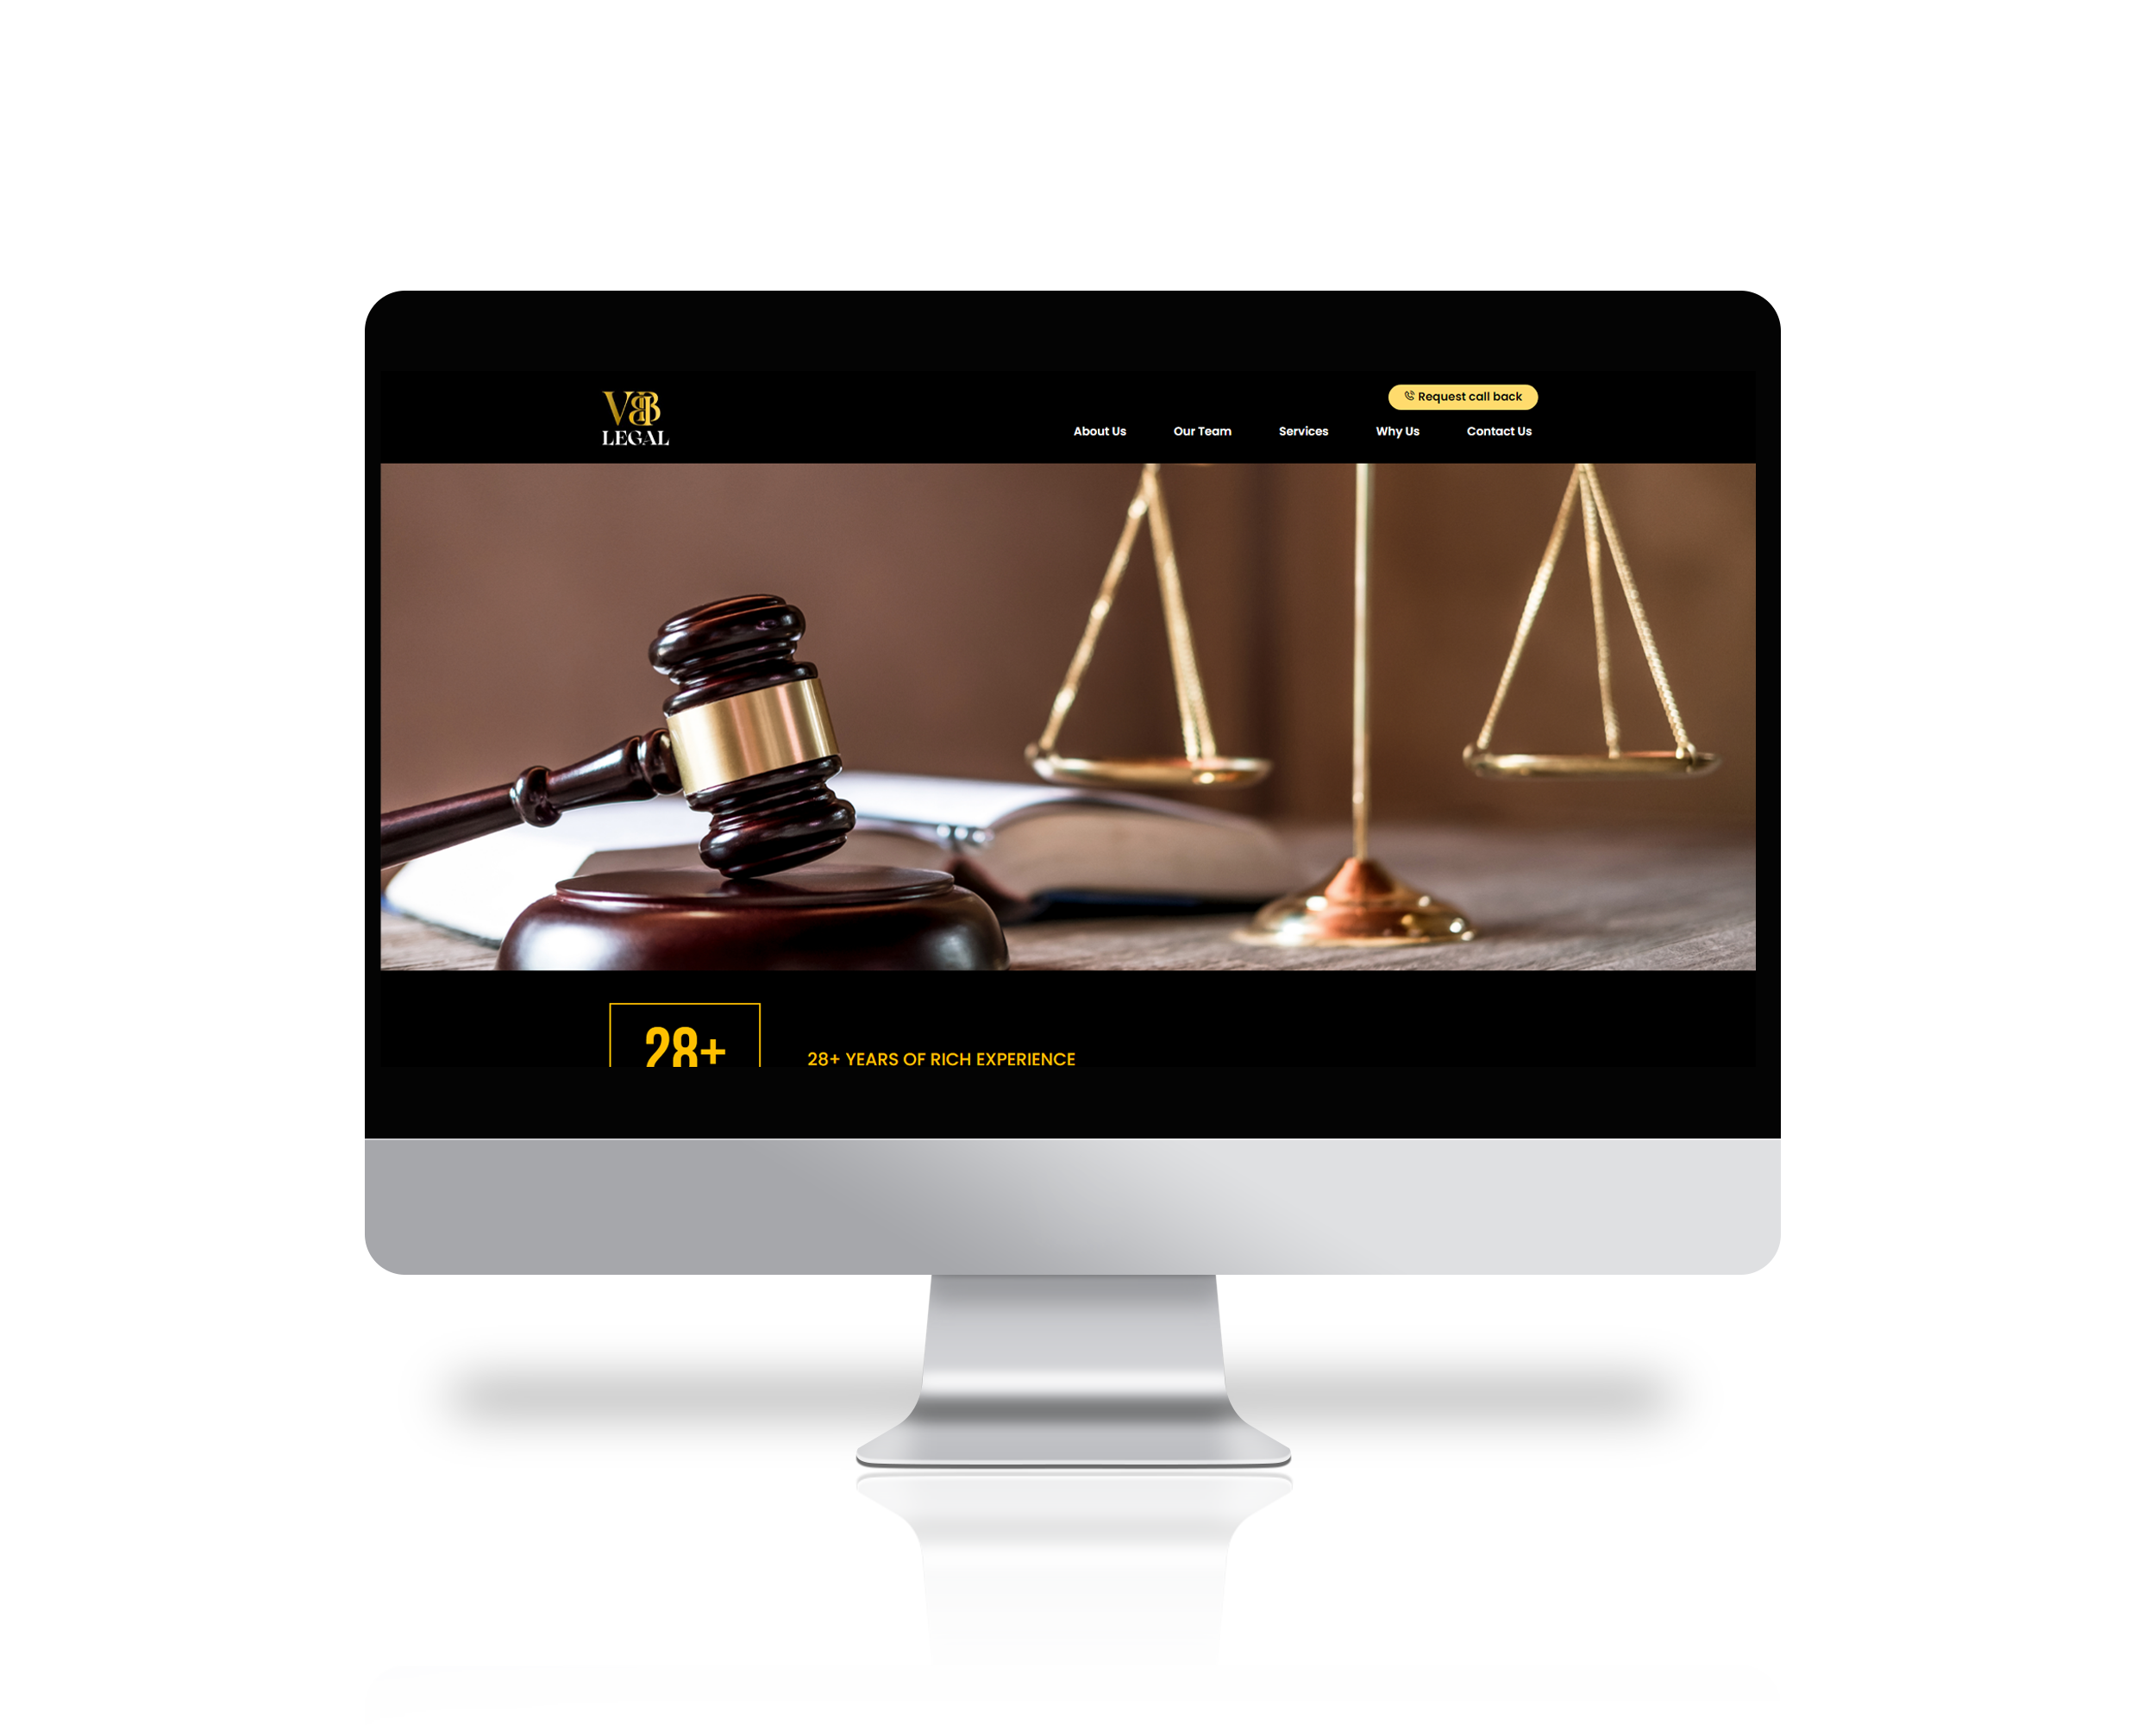 VBB
LEGAL
Request call back
About Us
Our Team
Services
Why Us
Contact Us
28+
28+ YEARS OF RICH EXPERIENCE